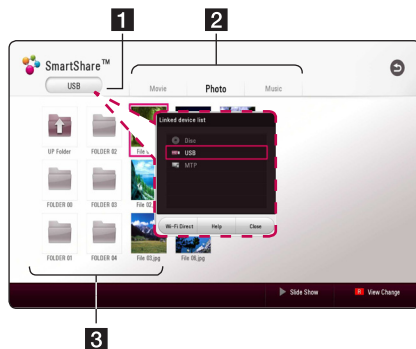 1
2
SmartShare™
USB
Movie
Photo
Music
Linked device list
Disc
USB
MTP
Wi-Fi Direct
Help
Close
UP Folder
FOLDER 02
FOLDER 00
FOLDER 03
File 02.
FOLDER 01
FOLDER 04
File 03.jpg
File 06.jpg
Slide Show
R
View Change
3